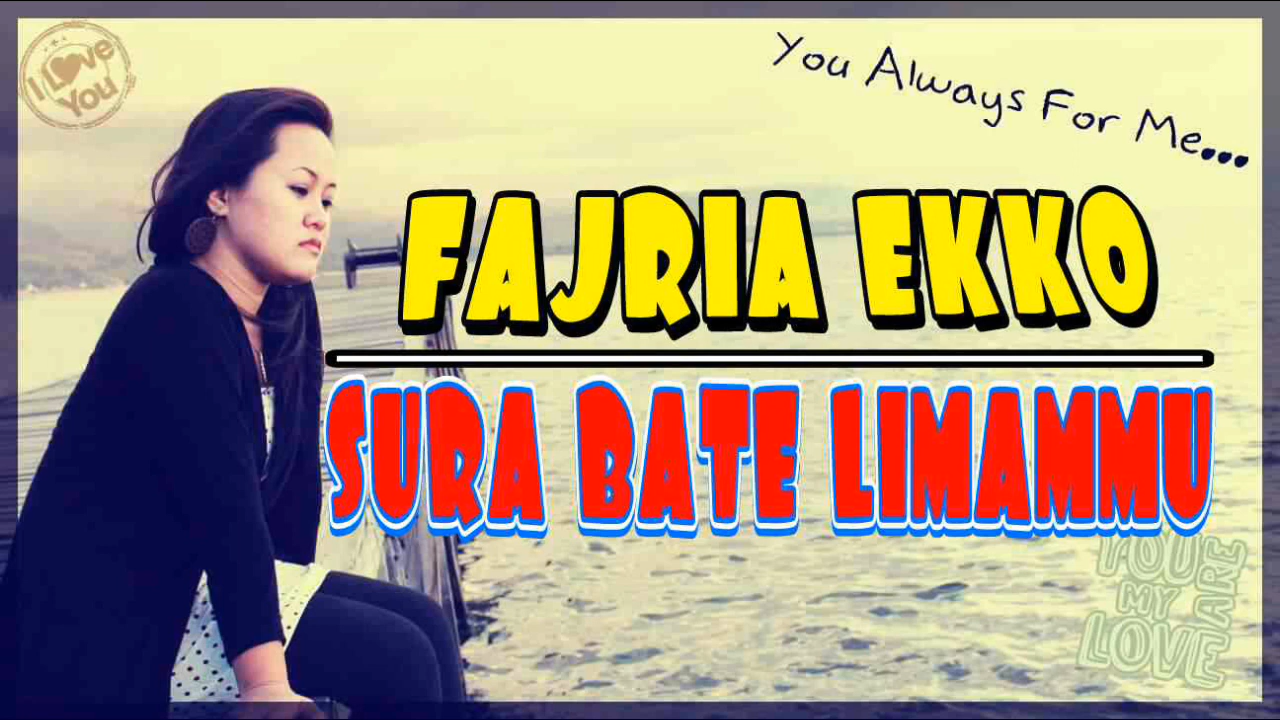 I Love
You
You Always For Me...
FAJRIA EKKO
SURA BATE LIMAMMU
YOU
ARE
MY
LOVE